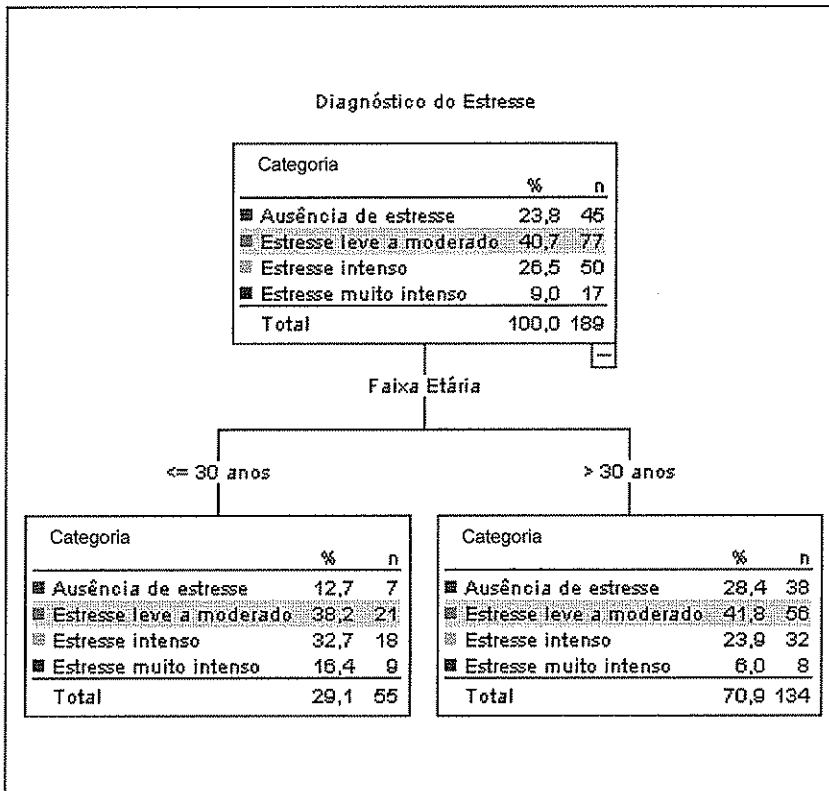 Diagnóstico do Estresse
Categoria
% n
Ausência de estresse 23,8 45
Estresse leve a moderado 40,7 77
Estresse intenso 26,5 50
Estresse muito intenso 9,0 17
Total 100,0 189
Faixa Etária
<= 30 anos
Categoria
% n
Ausência de estresse 12,7 7
Estresse leve a moderado 38,2 21
Estresse intenso 32,7 18
Estresse muito intenso 16,4 9
Total 29,1 55
> 30 anos
Categoria
% n
Ausência de estresse 28,4 38
Estresse leve a moderado 41,8 56
Estresse intenso 23,9 32
Estresse muito intenso 6,0 8
Total 70,9 134